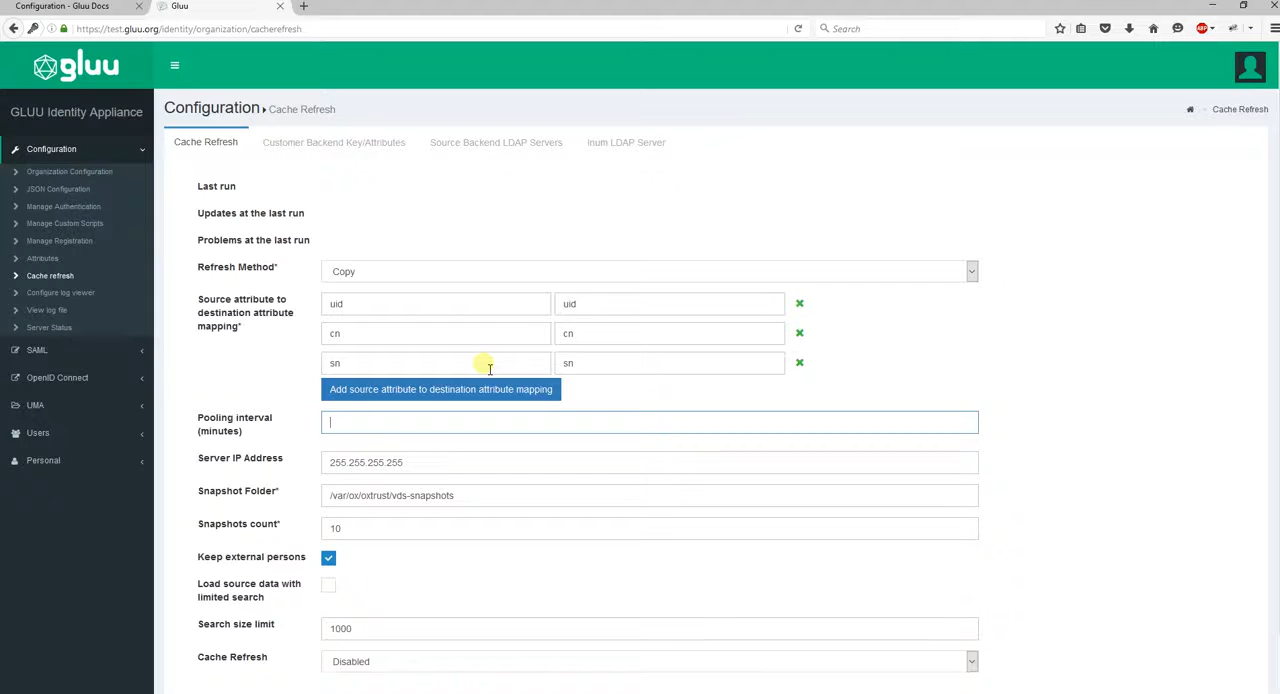 Configuration - Gluu Docs
Gluu
https://test.gluu.org/identity/organization/cacherefresh
Search
ABP
gluu
GLUU Identity Appliance
Configuration
Organization Configuration
JSON Configuration
Manage Authentication
Manage Custom Scripts
Manage Registration
Attributes
Cache refresh
Configure log viewer
View log file
Server Status
SAML
OpenID Connect
UMA
Users
Personal
Configuration Cache Refresh
Cache Refresh
Cache Refresh Customer Backend Key/Attributes Source Backend LDAP Servers Inum LDAP Server
Last run
Updates at the last run
Problems at the last run
Refresh Method*
Copy
Source attribute to
destination attribute
mapping*
uid uid
cn cn
sn sn
Add source attribute to destination attribute mapping
Pooling interval
(minutes)
Server IP Address
255.255.255.255
Snapshot Folder*
/var/ox/oxtrust/vds-snapshots
Snapshots count*
10
Keep external persons
Load source data with
limited search
Search size limit
1000
Cache Refresh
Disabled